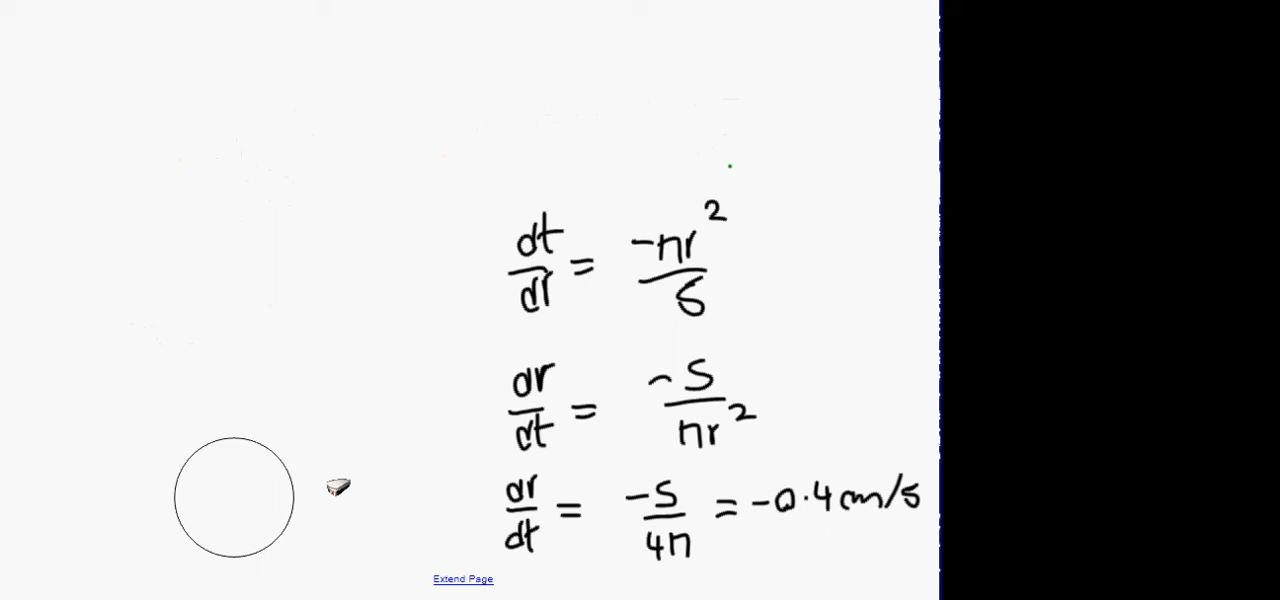 dt/dr = -πr²/5
dr/dt = -5/πr²
dr/dt = -5/4π = -0.4 cm/s
Extend Page